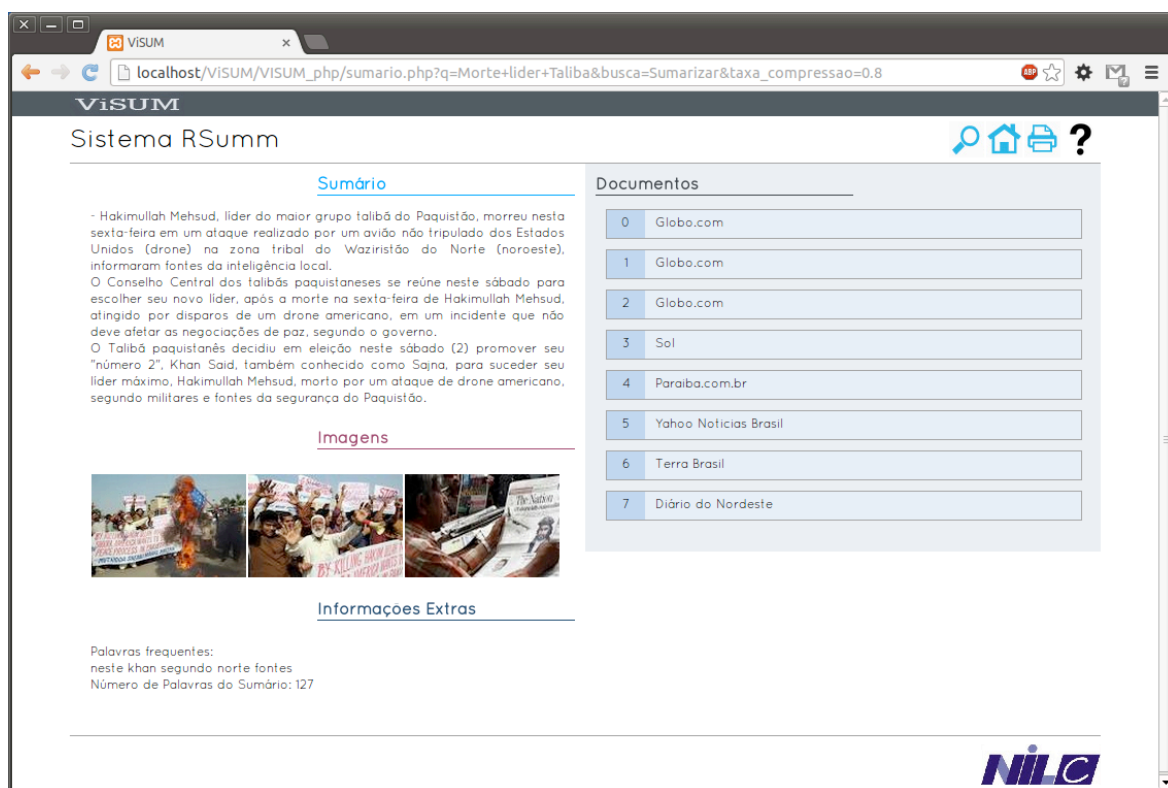 ViSUM
localhost/ViSUM/VISUM_php/sumario.php?q=Morte+lider+Taliba&busca=Sumarizar&taxa_compressao=0.8
ABP
ViSUM
Sistema RSumm
?
Sumário
- Hakimullah Mehsud, líder do maior grupo talibã do Paquistão, morreu nesta
sexta-feira em um ataque realizado por um avião não tripulado dos Estados
Unidos (drone) na zona tribal do Waziristão do Norte (noroeste),
informaram fontes da inteligência local.
O Conselho Central dos talibãs paquistaneses se reúne neste sábado para
escolher seu novo líder, após a morte na sexta-feira de Hakimullah Mehsud,
atingido por disparos de um drone americano, em um incidente que não
deve afetar as negociações de paz, segundo o governo.
O Talibã paquistanês decidiu em eleição neste sábado (2) promover seu
"número 2", Khan Said, também conhecido como Sajna, para suceder seu
líder máximo, Hakimullah Mehsud, morto por um ataque de drone americano,
segundo militares e fontes da segurança do Paquistão.
Imagens
BY KILLING HAKIM
The Nation
Informações Extras
Palavras frequentes:
neste khan segundo norte fontes
Número de Palavras do Sumário: 127
Documentos
0 Globo.com
1 Globo.com
2 Globo.com
3 Sol
4 Paraiba.com.br
5 Yahoo Noticias Brasil
6 Terra Brasil
7 Diário do Nordeste
NILC